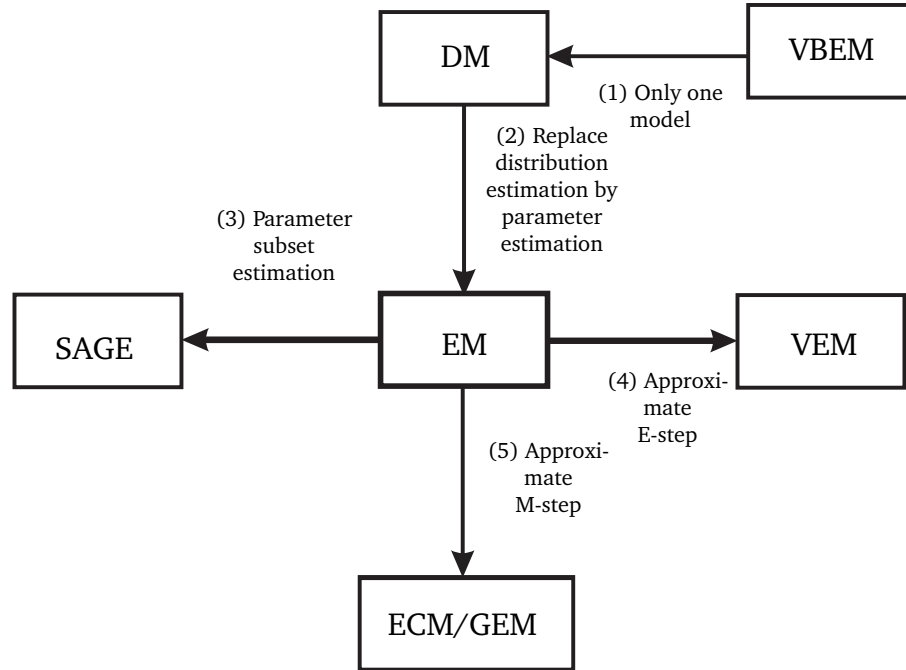 DM
VBEM
(1) Only one
model
(2) Replace
distribution
estimation by
parameter
estimation
(3) Parameter
subset
estimation
SAGE
EM
VEM
(4) Approxi-
mate
E-step
(5) Approxi-
mate
M-step
ECM/GEM